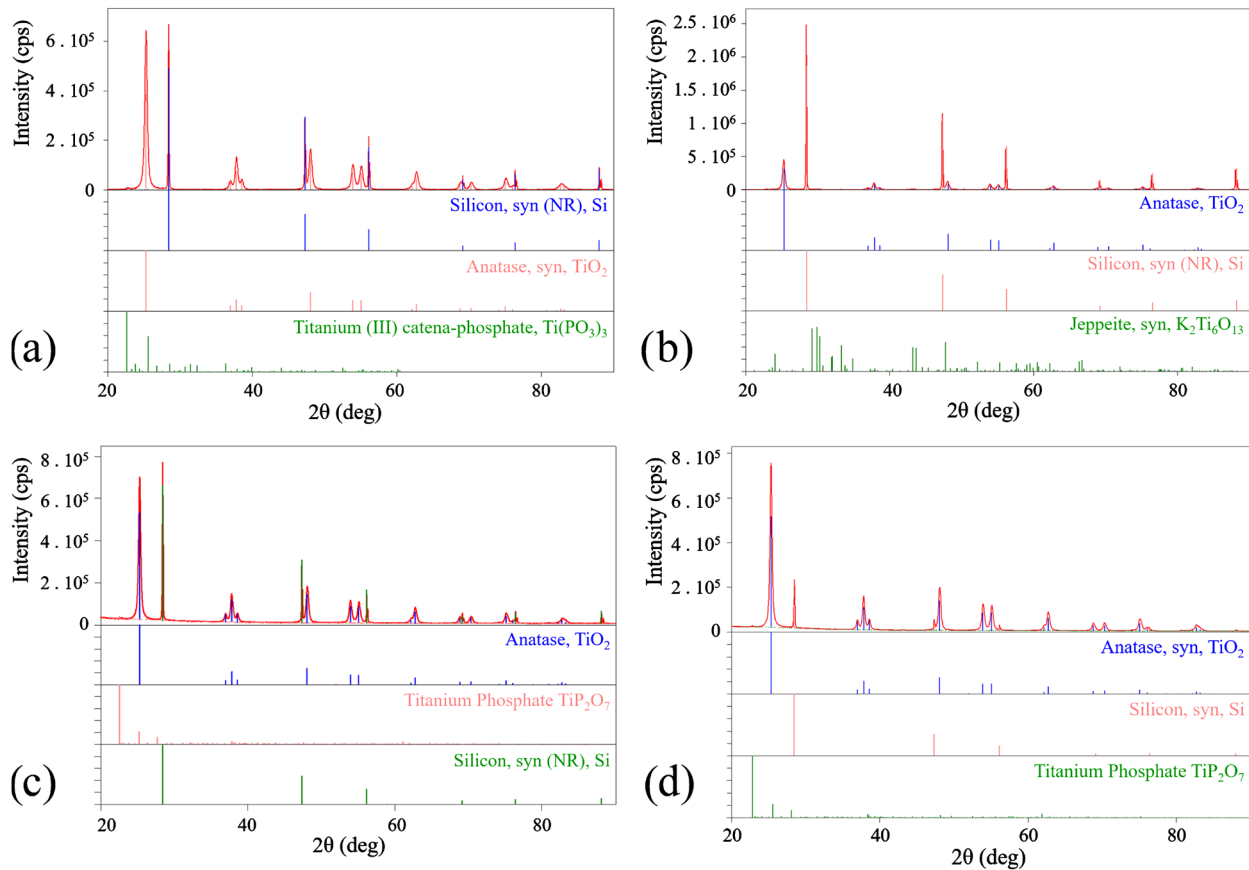 Intensity (cps)
6 . 10⁵
4 . 10⁵
2 . 10⁵
0
Silicon, syn (NR), Si
Anatase, syn, TiO₂
Titanium (III) catena-phosphate, Ti(PO₃)₃
(a)
20 40 60 80
2θ (deg)
Intensity (cps)
2.5 . 10⁶
2 . 10⁶
1.5 . 10⁶
1 . 10⁶
5 . 10⁵
0
Anatase, TiO₂
Silicon, syn (NR), Si
Jeppeite, syn, K₂Ti₆O₁₃
(b)
20 40 60 80
2θ (deg)
Intensity (cps)
8 . 10⁵
6 . 10⁵
4 . 10⁵
2 . 10⁵
0
Anatase, TiO₂
Titanium Phosphate TiP₂O₇
Silicon, syn (NR), Si
(c)
20 40 60 80
2θ (deg)
Intensity (cps)
8 . 10⁵
6 . 10⁵
4 . 10⁵
2 . 10⁵
0
Anatase, syn, TiO₂
Silicon, syn, Si
Titanium Phosphate TiP₂O₇
(d)
20 40 60 80
2θ (deg)